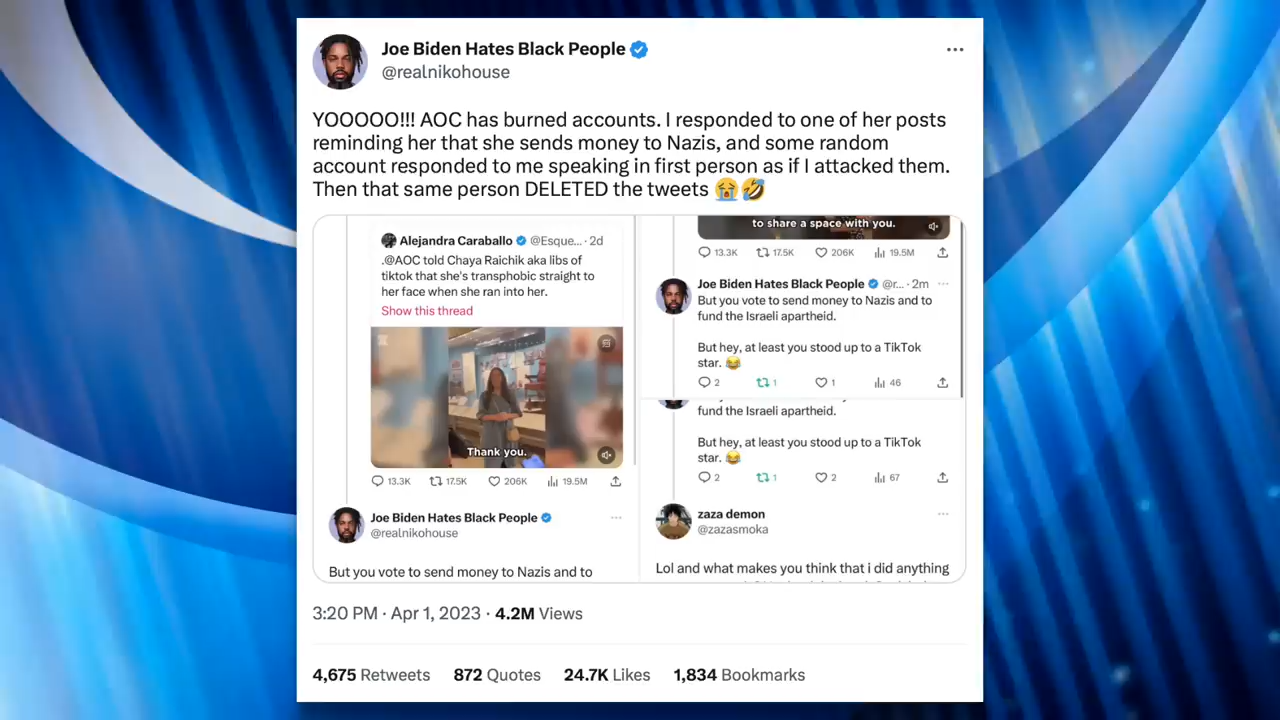 Joe Biden Hates Black People
@realnikohouse
YOOOOO!!! AOC has burned accounts. I responded to one of her posts
reminding her that she sends money to Nazis, and some random
account responded to me speaking in first person as if I attacked them.
Then that same person DELETED the tweets 😭🤣
Alejandra Caraballo @Esque... · 2d
.@AOC told Chaya Raichik aka libs of
tiktok that she's transphobic straight to
her face when she ran into her.
Show this thread
Thank you.
13.3K 17.5K 206K 19.5M
Joe Biden Hates Black People
@realnikohouse
But you vote to send money to Nazis and to
to share a space with you.
13.3K 17.5K 206K 19.5M
Joe Biden Hates Black People @r... · 2m
But you vote to send money to Nazis and to
fund the Israeli apartheid.
But hey, at least you stood up to a TikTok
star. 😂
2 1 1 46
fund the Israeli apartheid.
But hey, at least you stood up to a TikTok
star. 😂
2 1 2 67
zaza demon
@zazasmoka
Lol and what makes you think that i did anything
3:20 PM · Apr 1, 2023 · 4.2M Views
4,675 Retweets 872 Quotes 24.7K Likes 1,834 Bookmarks